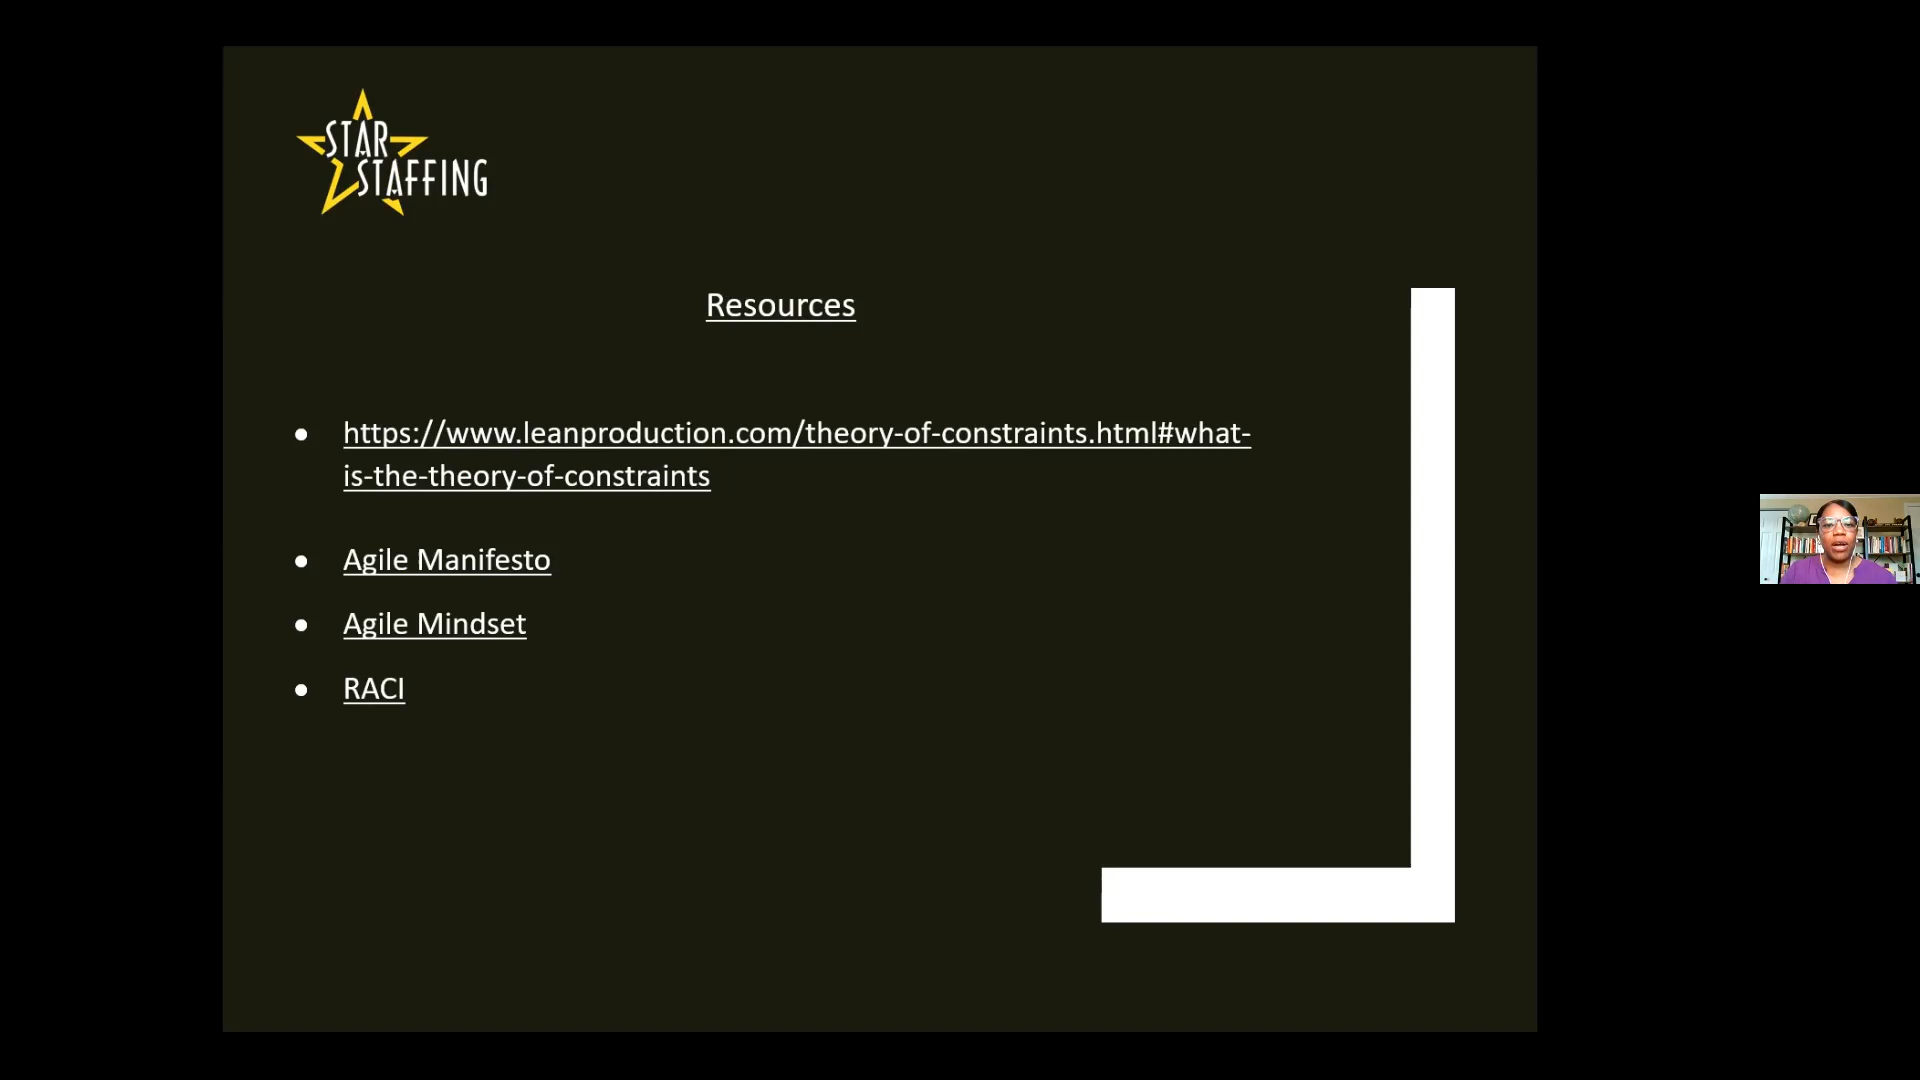 STAR
STAFFING
Resources
https://www.leanproduction.com/theory-of-constraints.html#what-
is-the-theory-of-constraints
Agile Manifesto
Agile Mindset
RACI